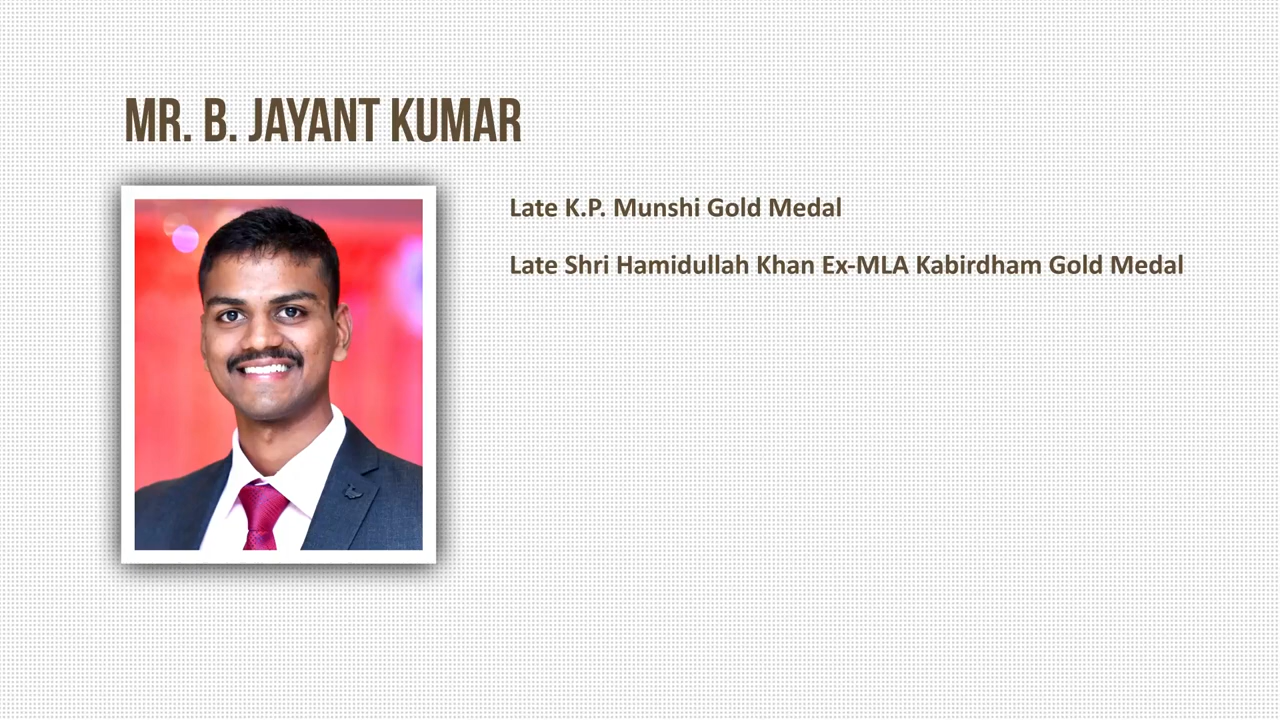 MR. B. JAYANT KUMAR
Late K.P. Munshi Gold Medal
Late Shri Hamidullah Khan Ex-MLA Kabirdham Gold Medal